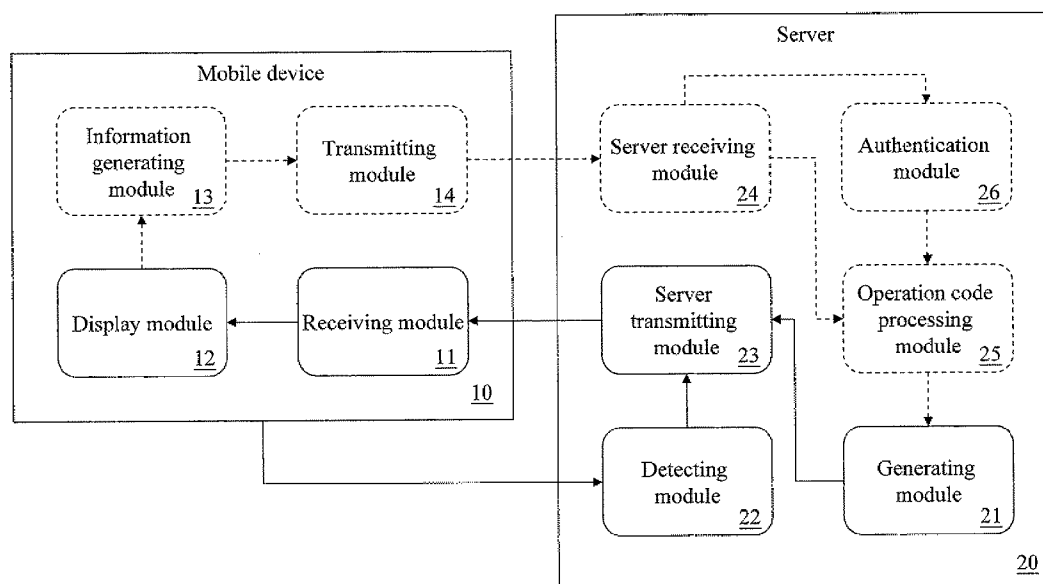 Server
Mobile device
Information
generating
module
13
Transmitting
module
14
Server receiving
module
24
Authentication
module
26
Display module
12
Receiving module
11
10
Server
transmitting
module
23
Operation code
processing
module
25
Detecting
module
22
Generating
module
21
20